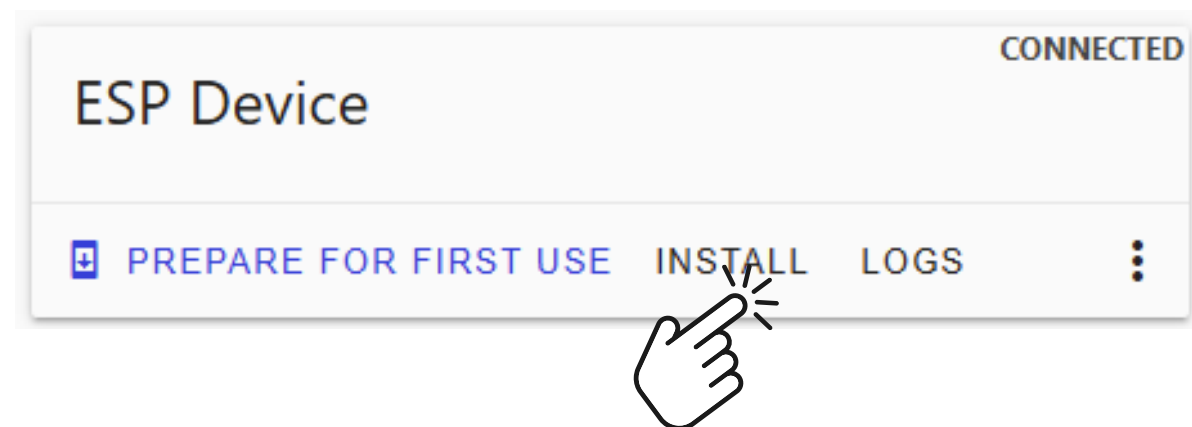 CONNECTED
ESP Device
PREPARE FOR FIRST USE INSTALL LOGS